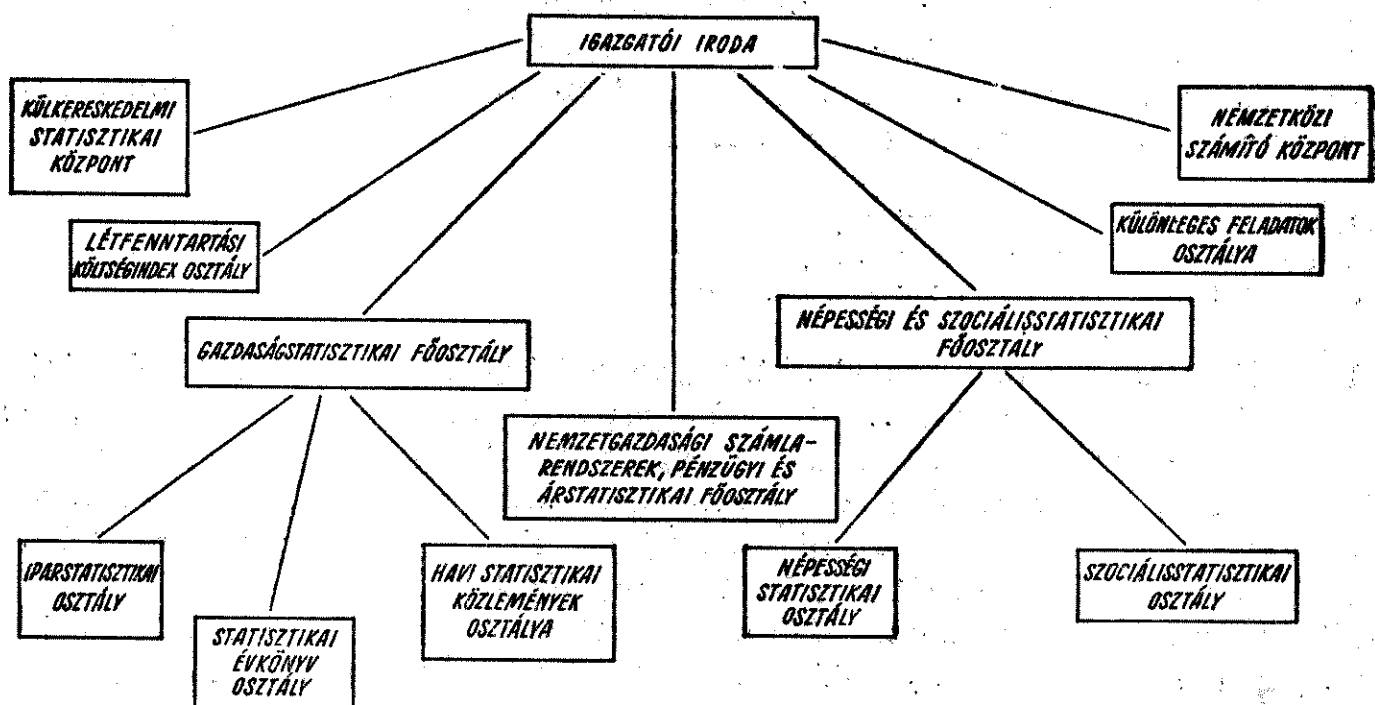 IGAZGATÓI IRODA
KÜLKERESKEDELMI
STATISZTIKAI
KÖZPONT
NEMZETKÖZI
SZÁMÍTÓ KÖZPONT
LÉTFENNTARTÁSI
KÖLTSÉGINDEX OSZTÁLY
KÜLÖNLEGES FELADATOK
OSZTÁLYA
GAZDASÁGSTATISZTIKAI FŐOSZTÁLY
NÉPESSÉGI ÉS SZOCIÁLISSTATISZTIKAI
FŐOSZTÁLY
NEMZETGAZDASÁGI SZÁMLA-
RENDSZEREK, PÉNZÜGYI ÉS
ÁRSTATISZTIKAI FŐOSZTÁLY
IPARSTATISZTIKAI
OSZTÁLY
STATISZTIKAI
ÉVKÖNYV
OSZTÁLY
HAVI STATISZTIKAI
KÖZLEMÉNYEK
OSZTÁLYA
NÉPESSÉGI
STATISZTIKAI
OSZTÁLY
SZOCIÁLISSTATISZTIKAI
OSZTÁLY